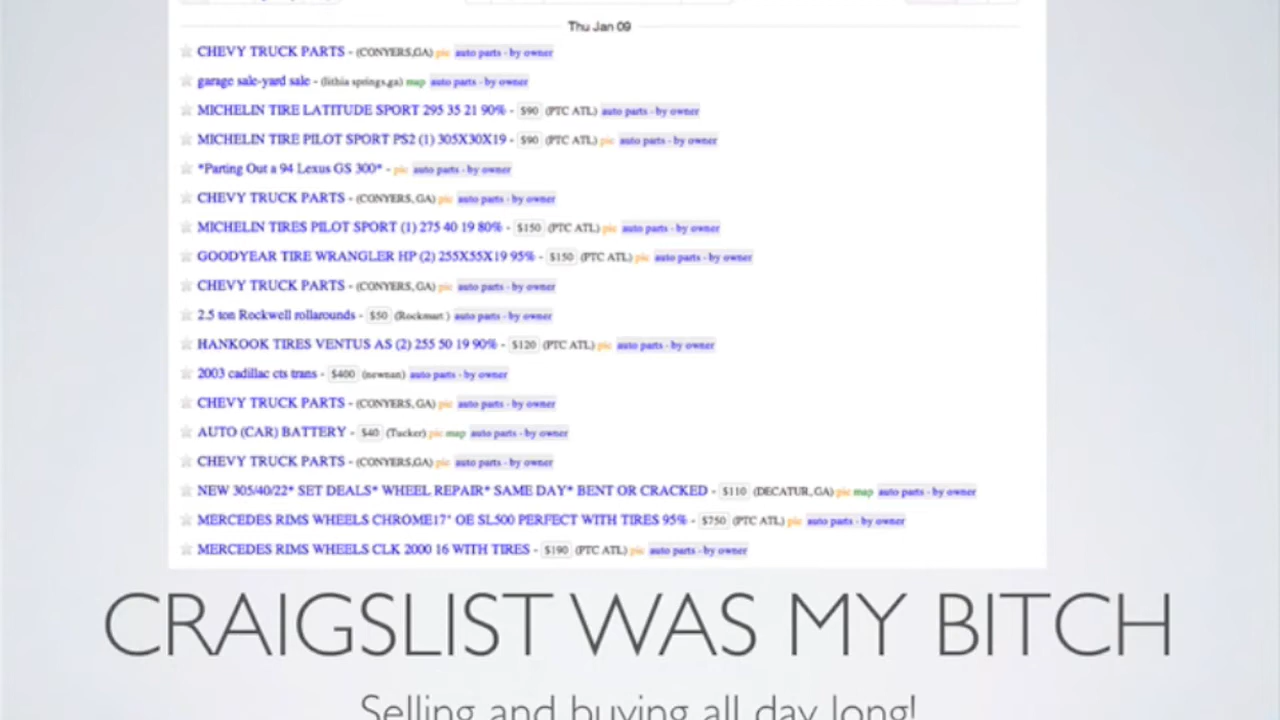 Thu Jan 09
CHEVY TRUCK PARTS - (CONYERS,GA) pic auto parts - by owner
garage sale-yard sale - (lithia springs,ga) map auto parts - by owner
MICHELIN TIRE LATITUDE SPORT 295 35 21 90% - $90 (PTC ATL) auto parts - by owner
MICHELIN TIRE PILOT SPORT PS2 (1) 305X30X19 - $90 (PTC ATL) pic auto parts - by owner
*Parting Out a 94 Lexus GS 300* - pic auto parts - by owner
CHEVY TRUCK PARTS - (CONYERS, GA) pic auto parts - by owner
MICHELIN TIRES PILOT SPORT (1) 275 40 19 80% - $150 (PTC ATL) pic auto parts - by owner
GOODYEAR TIRE WRANGLER HP (2) 255X55X19 95% - $150 (PTC ATL) pic auto parts - by owner
CHEVY TRUCK PARTS - (CONYERS, GA) pic auto parts - by owner
2.5 ton Rockwell rollarounds - $50 (Rockmart ) auto parts - by owner
HANKOOK TIRES VENTUS AS (2) 255 50 19 90% - $120 (PTC ATL) pic auto parts - by owner
2003 cadillac cts trans - $400 (newnan) auto parts - by owner
CHEVY TRUCK PARTS - (CONYERS, GA) pic auto parts - by owner
AUTO (CAR) BATTERY - $40 (Tucker) pic map auto parts - by owner
CHEVY TRUCK PARTS - (CONYERS,GA) pic auto parts - by owner
NEW 305/40/22* SET DEALS* WHEEL REPAIR* SAME DAY* BENT OR CRACKED - $110 (DECATUR, GA) pic map auto parts - by owner
MERCEDES RIMS WHEELS CHROME17" OE SL500 PERFECT WITH TIRES 95% - $750 (PTC ATL) pic auto parts - by owner
MERCEDES RIMS WHEELS CLK 2000 16 WITH TIRES - $190 (PTC ATL) pic auto parts - by owner
CRAIGSLIST WAS MY BITCH
Selling and buying all day long!